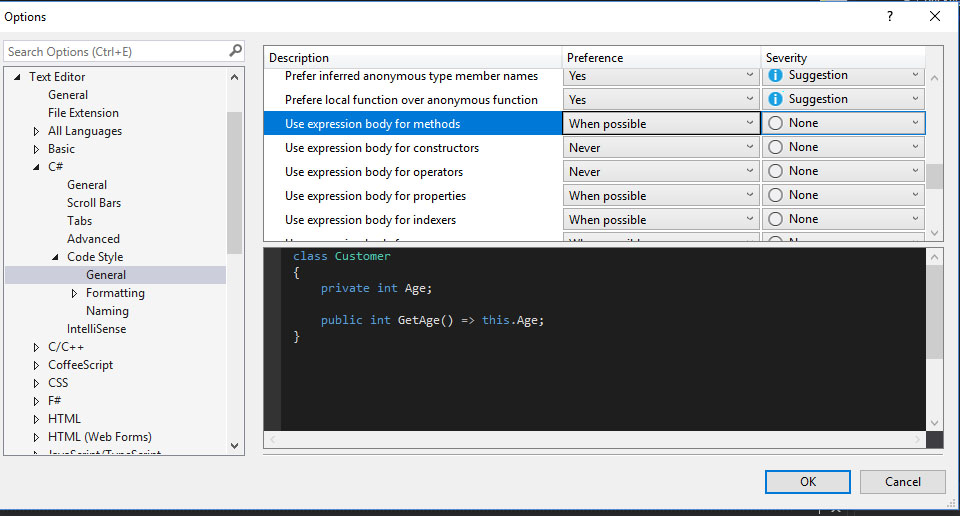 Options
?
Search Options (Ctrl+E)
Text Editor
General
File Extension
All Languages
Basic
C#
General
Scroll Bars
Tabs
Advanced
Code Style
General
Formatting
Naming
IntelliSense
C/C++
CoffeeScript
CSS
F#
HTML
HTML (Web Forms)
JavaScript/TypeScript
Description Preference Severity
Prefer inferred anonymous type member names Yes Suggestion
Prefere local function over anonymous function Yes Suggestion
Use expression body for methods When possible None
Use expression body for constructors Never None
Use expression body for operators Never None
Use expression body for properties When possible None
Use expression body for indexers When possible None
class Customer
{
private int Age;
public int GetAge() => this.Age;
}
OK Cancel